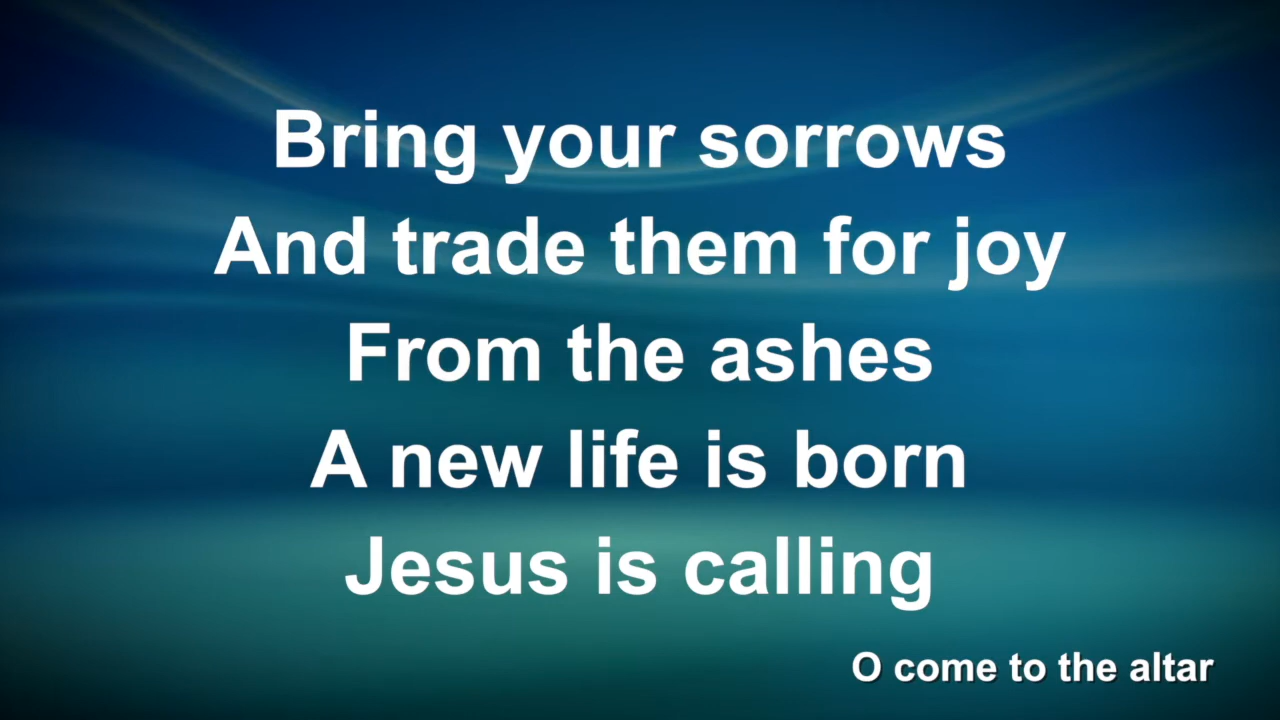 Bring your sorrows
And trade them for joy
From the ashes
A new life is born
Jesus is calling
O come to the altar